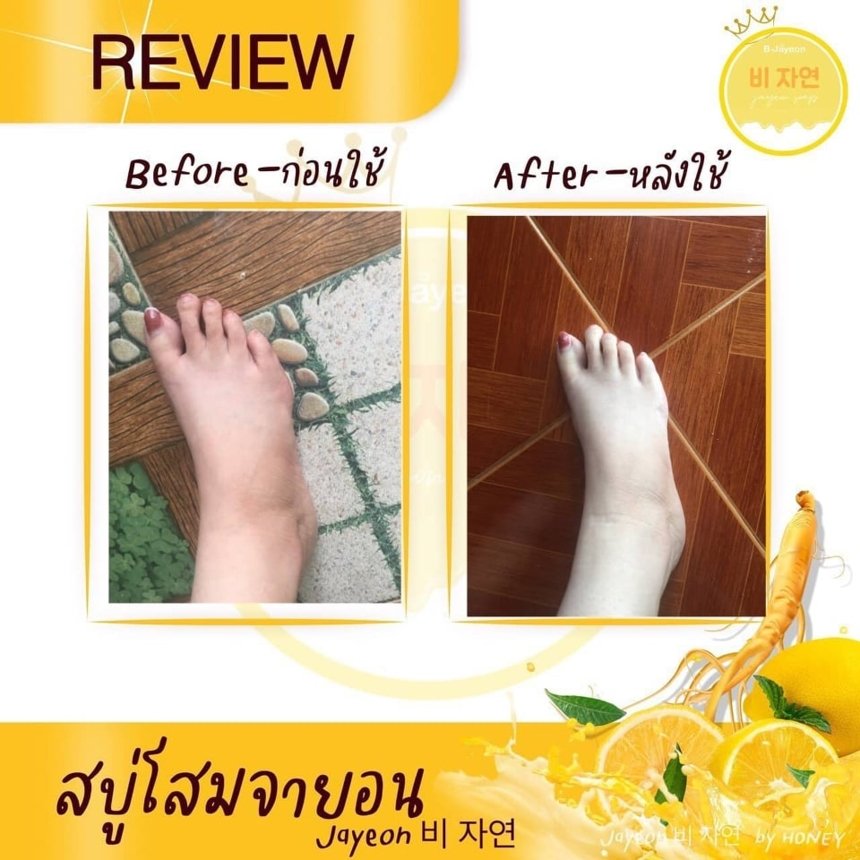 REVIEW
B-Jayeon
비 자연
Before-ก่อนใช้
After-หลังใช้
สบู่โสมจายอน
Jayeon 비 자연
Jayeon 비 자연 by HONEY